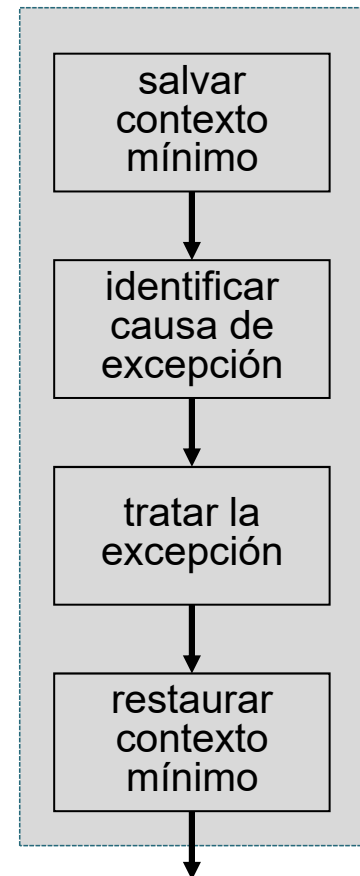 salvar
contexto
mínimo
identificar
causa de
excepción
tratar la
excepción
restaurar
contexto
mínimo